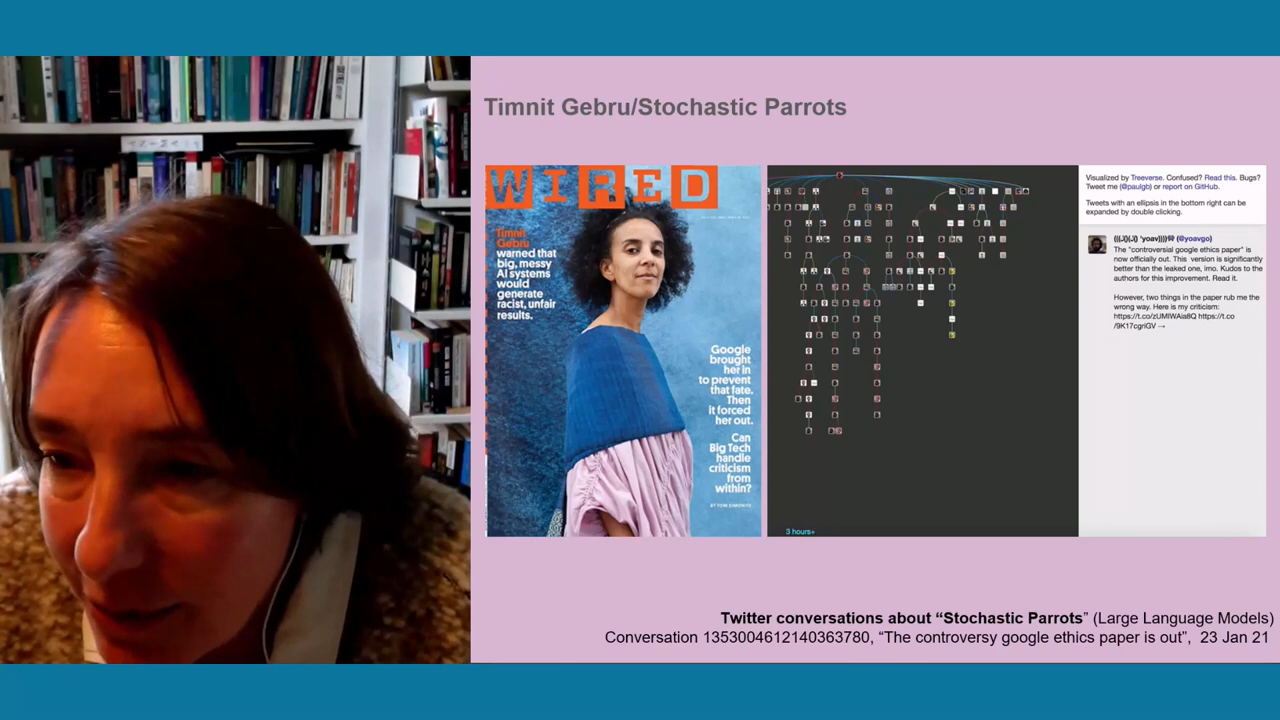 Timnit Gebru/Stochastic Parrots
WIRED
Timnit
Gebru
warned that
big, messy
AI systems
would
generate
racist, unfair
results.
Google
brought
her in
to prevent
that fate.
Then
it forced
her out.
Can
Big Tech
handle
criticism
from
within?
3 hours+
Visualized by Treeverse. Confused? Read this. Bugs?
Tweet me (@paulgb) or report on GitHub.
Tweets with an ellipsis in the bottom right can be
expanded by double clicking.
(@yoavgo)
The "controversial google ethics paper" is
now officially out. This version is significantly
better than the leaked one, imo. Kudos to the
authors for this improvement. Read it.
However, two things in the paper rub me the
wrong way. Here is my criticism:
https://t.co/zUMIWAia8Q https://t.co
/9K17cgriGV →
Twitter conversations about “Stochastic Parrots” (Large Language Models)
Conversation 1353004612140363780, “The controversy google ethics paper is out”, 23 Jan 21